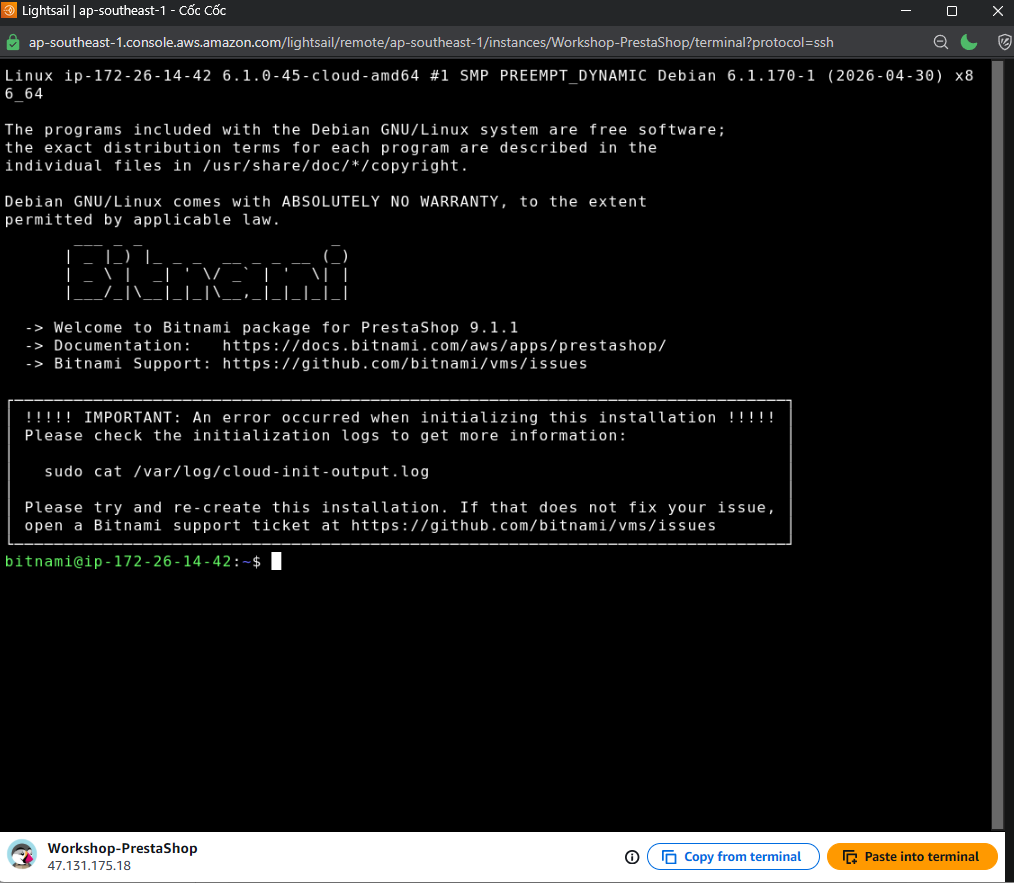 Lightsail | ap-southeast-1 - Cốc Cốc
ap-southeast-1.console.aws.amazon.com/lightsail/remote/ap-southeast-1/instances/Workshop-PrestaShop/terminal?protocol=ssh
Linux ip-172-26-14-42 6.1.0-45-cloud-amd64 #1 SMP PREEMPT_DYNAMIC Debian 6.1.170-1 (2026-04-30) x8
6_64
The programs included with the Debian GNU/Linux system are free software;
the exact distribution terms for each program are described in the
individual files in /usr/share/doc/*/copyright.
Debian GNU/Linux comes with ABSOLUTELY NO WARRANTY, to the extent
permitted by applicable law.
Bitnami
-> Welcome to Bitnami package for PrestaShop 9.1.1
-> Documentation:   https://docs.bitnami.com/aws/apps/prestashop/
-> Bitnami Support: https://github.com/bitnami/vms/issues
!!!!! IMPORTANT: An error occurred when initializing this installation !!!!!
Please check the initialization logs to get more information:
sudo cat /var/log/cloud-init-output.log
Please try and re-create this installation. If that does not fix your issue,
open a Bitnami support ticket at https://github.com/bitnami/vms/issues
bitnami@ip-172-26-14-42:~$
Workshop-PrestaShop
47.131.175.18
Copy from terminal
Paste into terminal